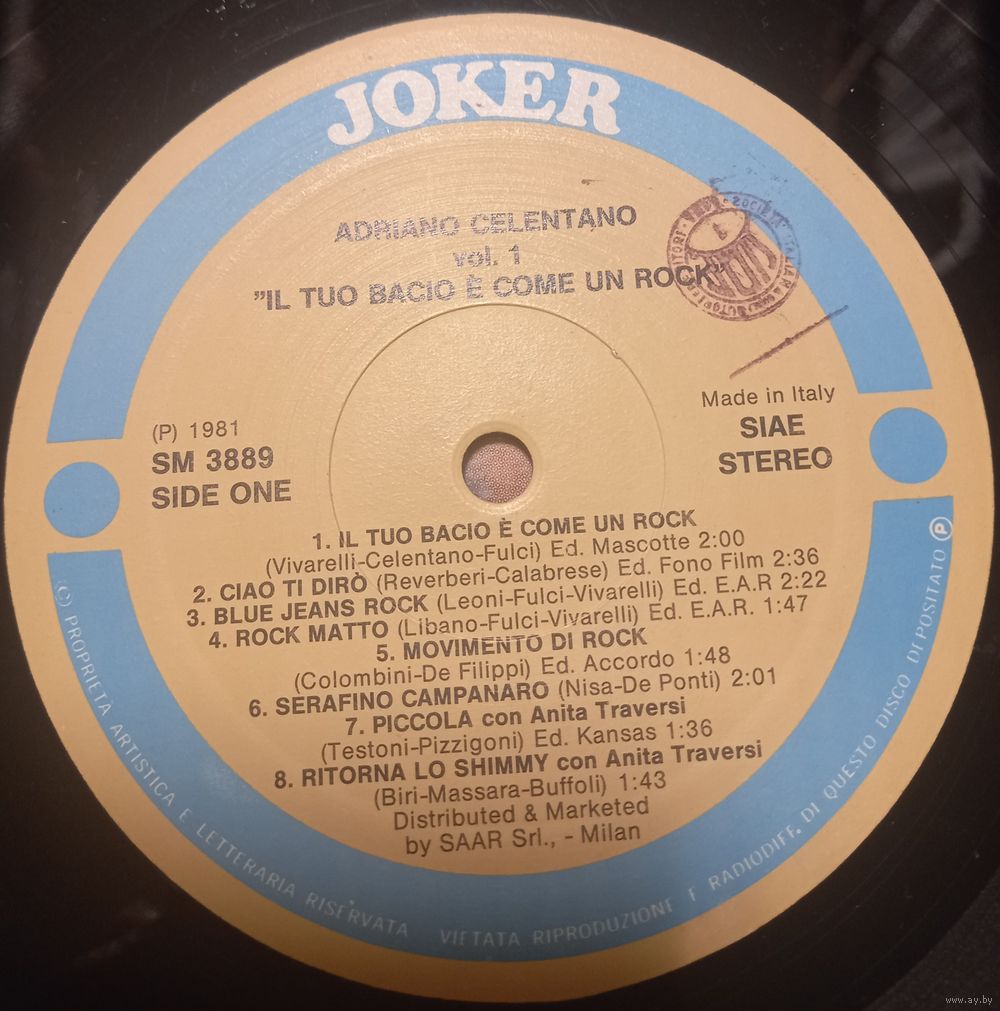 JOKER
ADRIANO CELENTANO
vol. 1
"IL TUO BACIO È COME UN ROCK"
(P) 1981
SM 3889
SIDE ONE
Made in Italy
SIAE
STEREO
1. IL TUO BACIO È COME UN ROCK
(Vivarelli-Celentano-Fulci) Ed. Mascotte 2:00
2. CIAO TI DIRÒ (Reverberi-Calabrese) Ed. Fono Film 2:36
3. BLUE JEANS ROCK (Leoni-Fulci-Vivarelli) Ed. E.A.R 2:22
4. ROCK MATTO (Libano-Fulci-Vivarelli) Ed. E.A.R. 1:47
5. MOVIMENTO DI ROCK
(Colombini-De Filippi) Ed. Accordo 1:48
6. SERAFINO CAMPANARO (Nisa-De Ponti) 2:01
7. PICCOLA con Anita Traversi
(Testoni-Pizzigoni) Ed. Kansas 1:36
8. RITORNA LO SHIMMY con Anita Traversi
(Biri-Massara-Buffoli) 1:43
Distributed & Marketed
by SAAR Srl., - Milan
(C) PROPRIETA ARTISTICA E LETTERARIA RISERVATA VIETATA RIPRODUZIONE E RADIODIFF. DI QUESTO DISCO DEPOSITATO Ⓟ
www.ay.by